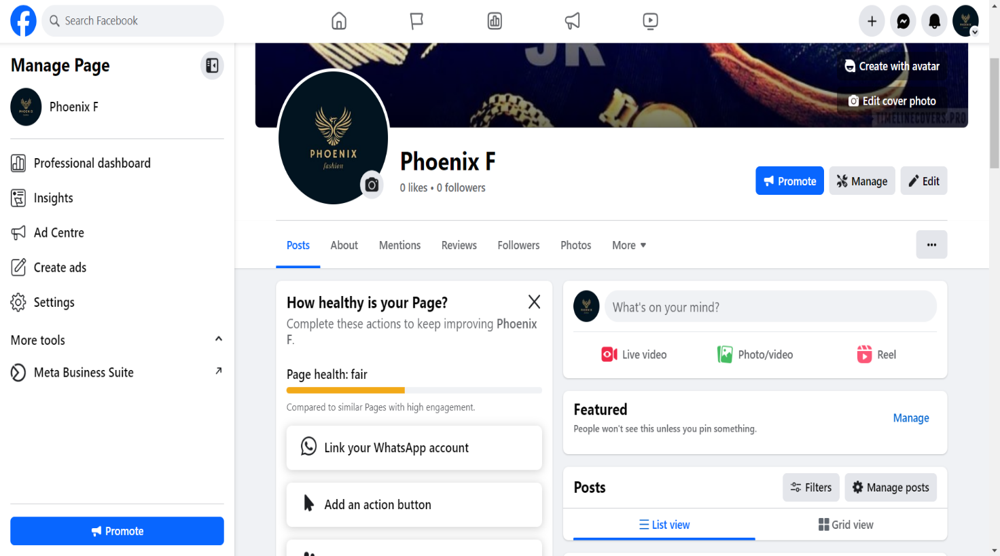 Search Facebook
Manage Page
Phoenix F
Professional dashboard
Insights
Ad Centre
Create ads
Settings
More tools
Meta Business Suite
Promote
JR
Create with avatar
Edit cover photo
TIMELINECOVERS.PRO
PHOENIX
fashion
Phoenix F
0 likes • 0 followers
Promote
Manage
Edit
Posts
About
Mentions
Reviews
Followers
Photos
More
How healthy is your Page?
Complete these actions to keep improving Phoenix
F.
Page health: fair
Compared to similar Pages with high engagement.
Link your WhatsApp account
Add an action button
What's on your mind?
Live video
Photo/video
Reel
Featured
People won't see this unless you pin something.
Manage
Posts
Filters
Manage posts
List view
Grid view